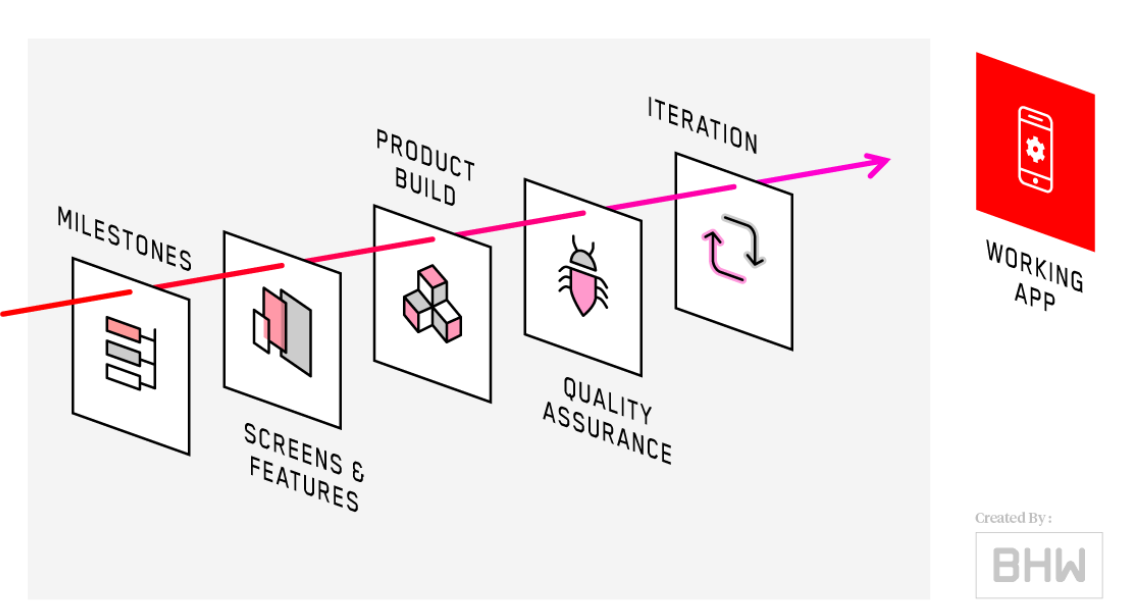 MILESTONES
SCREENS &
FEATURES
PRODUCT
BUILD
QUALITY
ASSURANCE
ITERATION
WORKING
APP
Created By :
BHW